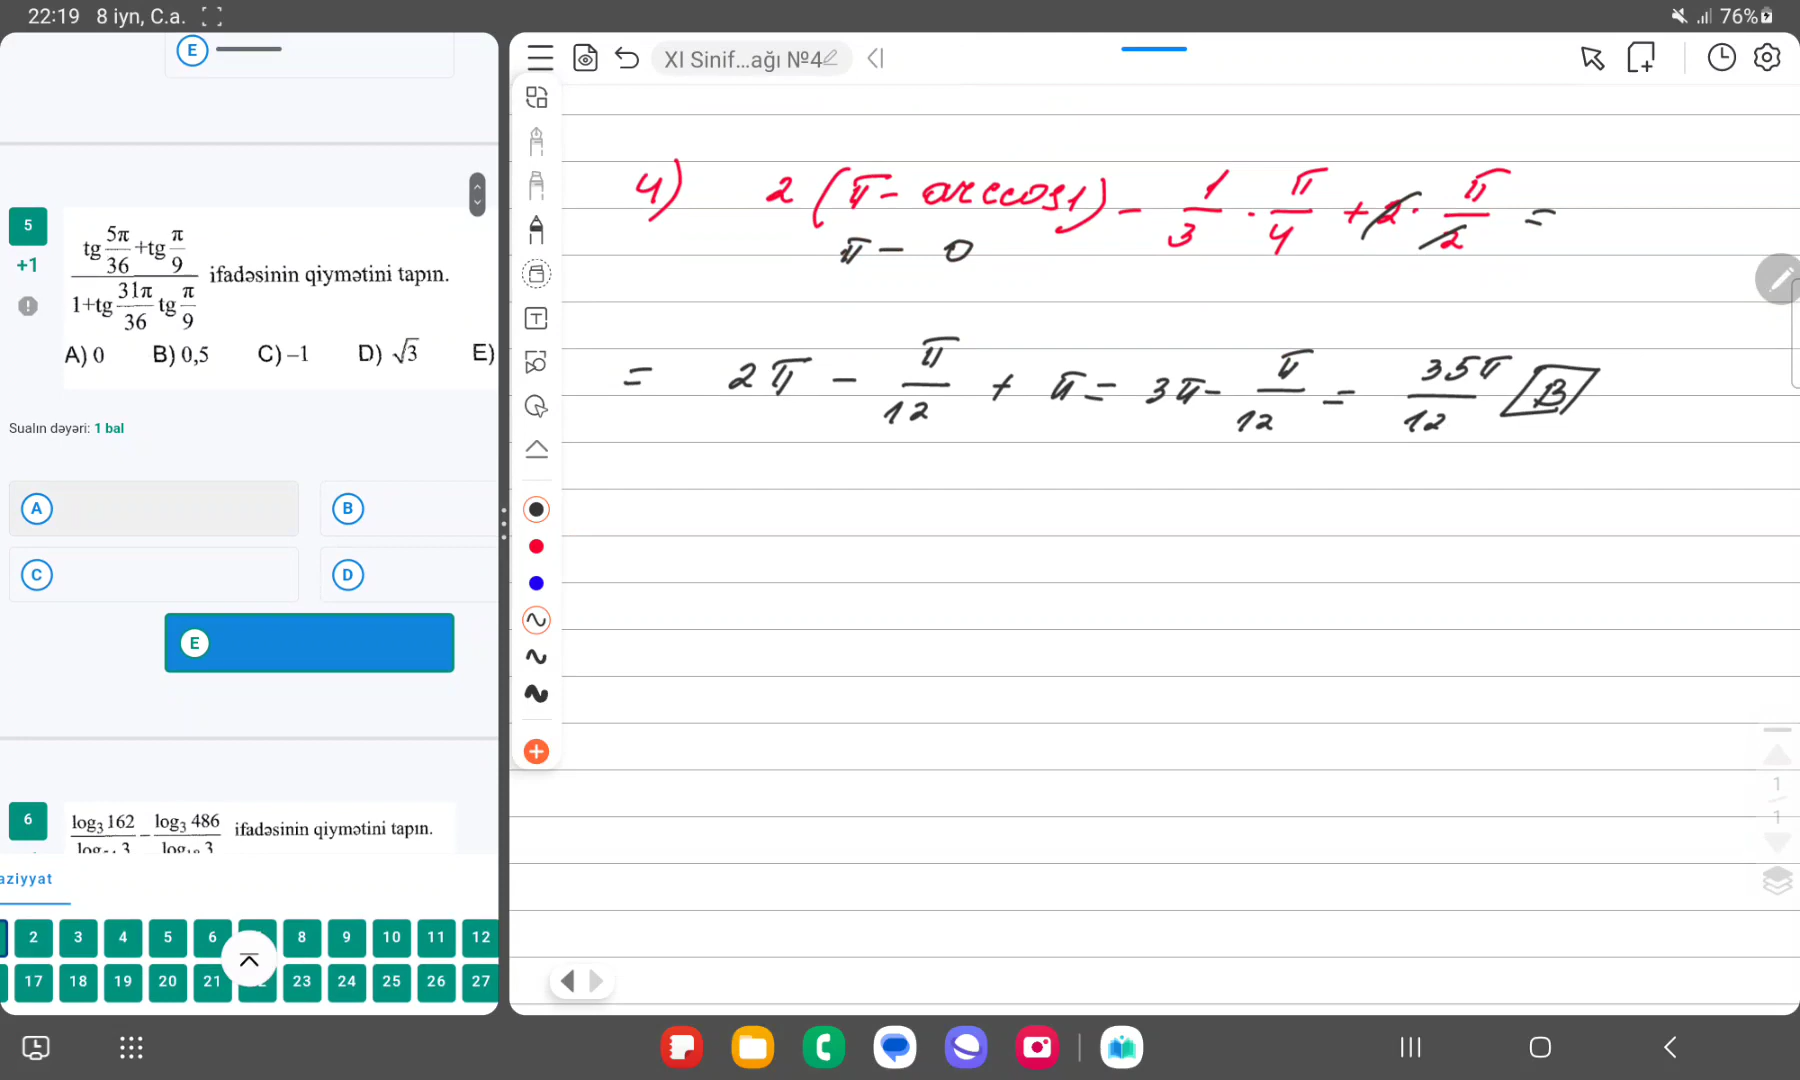 22:19 8 iyn, C.a. 76%
E
5
+1
tg 5π/36 + tg π/9
1+tg 31π/36 tg π/9
ifadəsinin qiymətini tapın.
A) 0 B) 0,5 C) –1 D) √3 E)
Sualın dəyəri: 1 bal
A B
C D
E
6
log₃ 162 – log₃ 486 ifadəsinin qiymətini tapın.
aziyyat
2 3 4 5 6 8 9 10 11 12
17 18 19 20 21 23 24 25 26 27
XI Sinif...ağı №4
4) 2 (π - arccos1) - 1/3 · π/4 + 2 · π/2 =
π - 0
= 2π - π/12 + π = 3π - π/12 = 35π/12 B
1
1